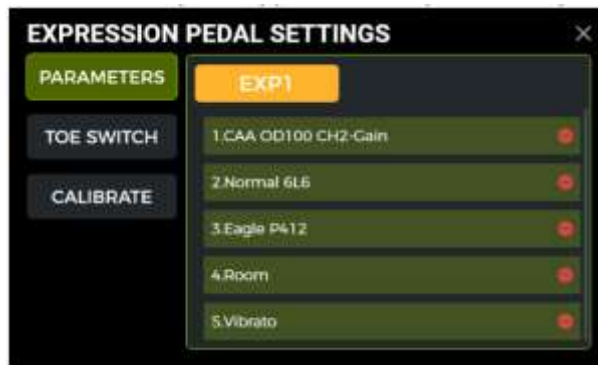 EXPRESSION PEDAL SETTINGS
PARAMETERS
TOE SWITCH
CALIBRATE
EXP1
1.CAA OD100 CH2-Gain
2.Normal 6L6
3.Eagle P412
4.Room
5.Vibrato